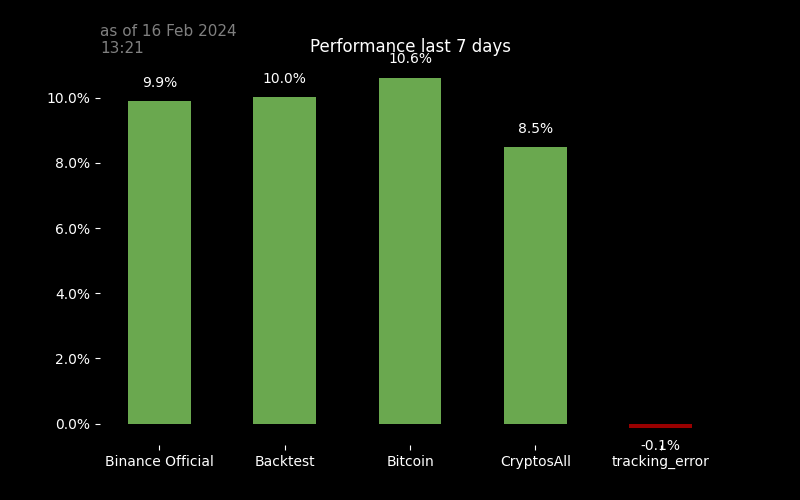 as of 16 Feb 2024
13:21
Performance last 7 days
9.9%
10.0%
10.6%
8.5%
-0.1%
10.0%
8.0%
6.0%
4.0%
2.0%
0.0%
Binance Official
Backtest
Bitcoin
CryptosAll
tracking_error